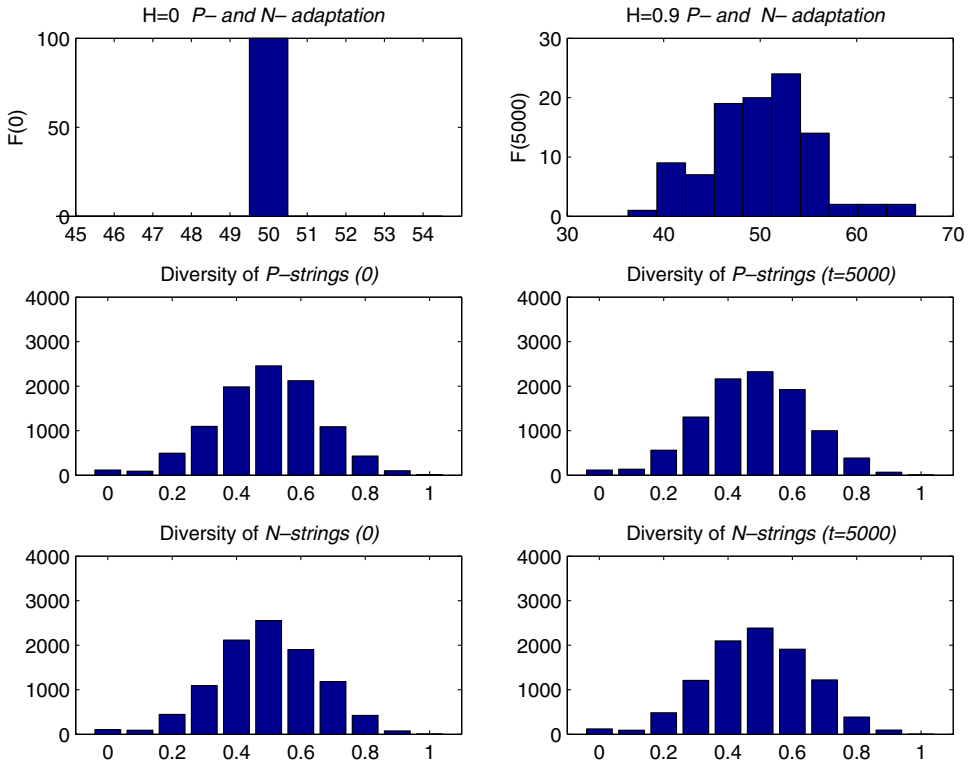 H=0 P– and N– adaptation
F(0)
100
50
0
45 46 47 48 49 50 51 52 53 54
H=0.9 P– and N– adaptation
F(5000)
30
20
10
0
30 40 50 60 70
Diversity of P–strings (0)
4000
3000
2000
1000
0
0 0.2 0.4 0.6 0.8 1
Diversity of P–strings (t=5000)
4000
3000
2000
1000
0
0 0.2 0.4 0.6 0.8 1
Diversity of N–strings (0)
4000
3000
2000
1000
0
0 0.2 0.4 0.6 0.8 1
Diversity of N–strings (t=5000)
4000
3000
2000
1000
0
0 0.2 0.4 0.6 0.8 1